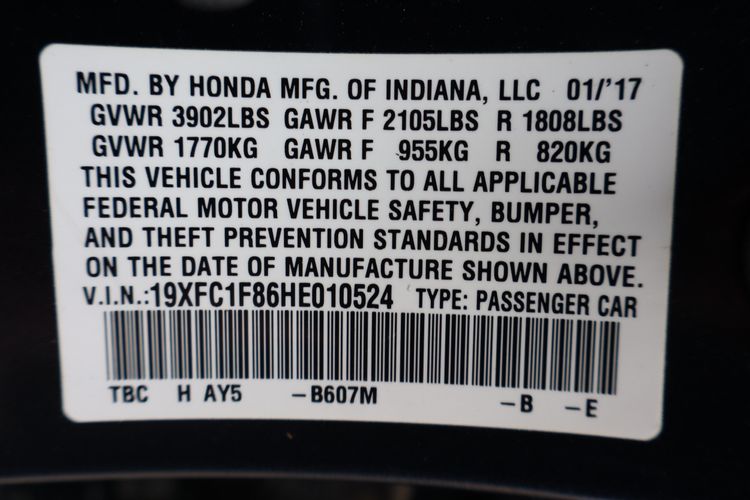 MFD. BY HONDA MFG. OF INDIANA, LLC 01/'17
GVWR 3902LBS GAWR F 2105LBS R 1808LBS
GVWR 1770KG GAWR F 955KG R 820KG
THIS VEHICLE CONFORMS TO ALL APPLICABLE
FEDERAL MOTOR VEHICLE SAFETY, BUMPER,
AND THEFT PREVENTION STANDARDS IN EFFECT
ON THE DATE OF MANUFACTURE SHOWN ABOVE.
V.I.N.:19XFC1F86HE010524 TYPE: PASSENGER CAR
TBC H AY5 –B607M –B –E